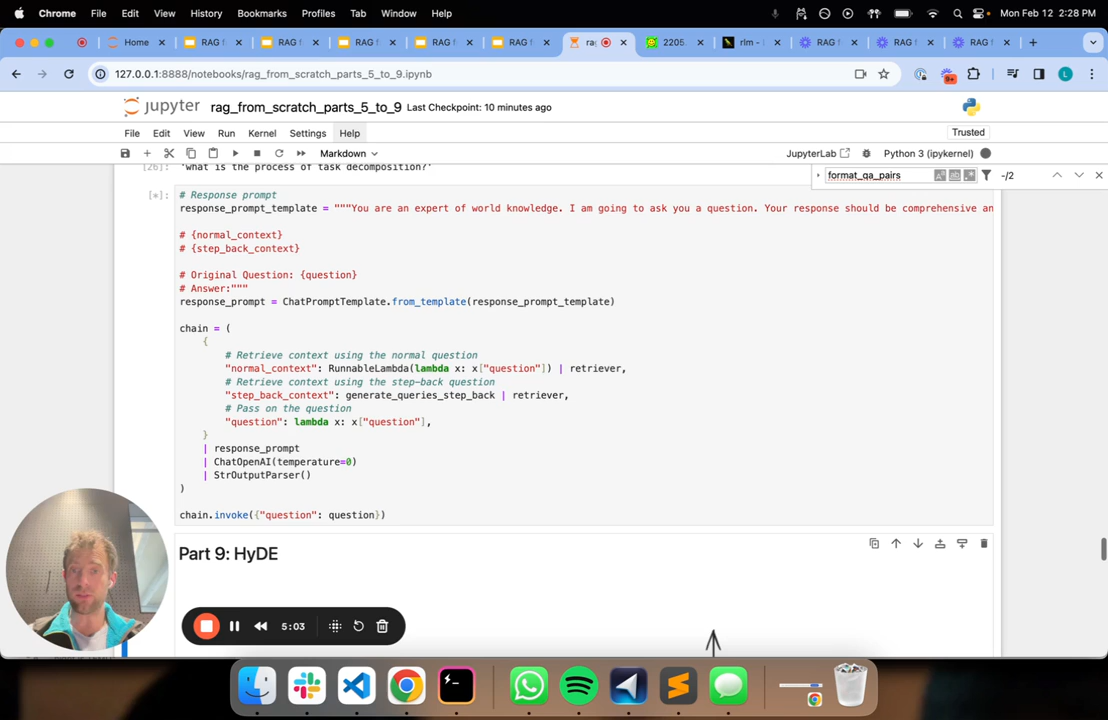 Chrome File Edit View History Bookmarks Profiles Tab Window Help Mon Feb 12 2:28 PM
Home RAG f RAG f RAG f RAG f RAG f ra 2205. rlm - RAG f RAG f RAG f
127.0.0.1:8888/notebooks/rag_from_scratch_parts_5_to_9.ipynb 9+ L
jupyter rag_from_scratch_parts_5_to_9 Last Checkpoint: 10 minutes ago
File Edit View Run Kernel Settings Help Trusted
Markdown JupyterLab Python 3 (ipykernel)
format_qa_pairs -/2
[26]: 'what is the process of task decomposition?'
[*]: # Response prompt
response_prompt_template = """You are an expert of world knowledge. I am going to ask you a question. Your response should be comprehensive an
# {normal_context}
# {step_back_context}
# Original Question: {question}
# Answer:"""
response_prompt = ChatPromptTemplate.from_template(response_prompt_template)
chain = (
{
# Retrieve context using the normal question
"normal_context": RunnableLambda(lambda x: x["question"]) | retriever,
# Retrieve context using the step-back question
"step_back_context": generate_queries_step_back | retriever,
# Pass on the question
"question": lambda x: x["question"],
}
| response_prompt
| ChatOpenAI(temperature=0)
| StrOutputParser()
)
chain.invoke({"question": question})
Part 9: HyDE
5:03